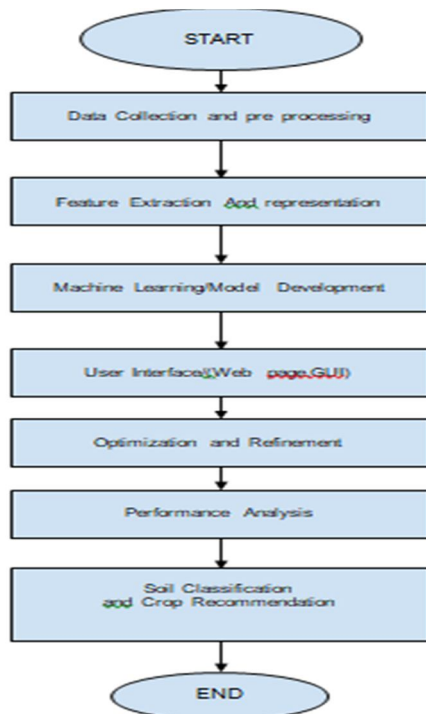 START
Data Collection and pre processing
Feature Extraction And representation
Machine Learning/Model Development
User Interface/(Web page,GUI)
Optimization and Refinement
Performance Analysis
Soil Classification
and Crop Recommendation
END